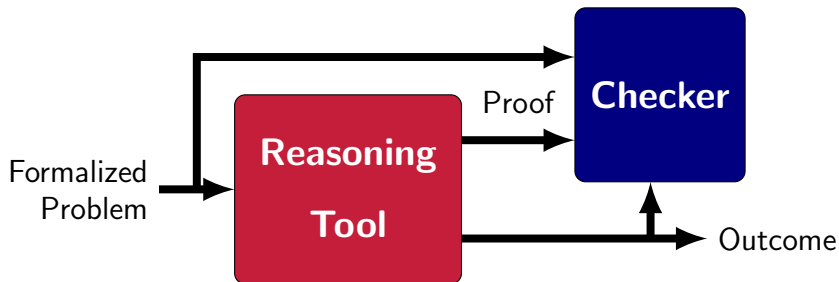 Formalized
Problem
Reasoning
Tool
Proof
Checker
Outcome